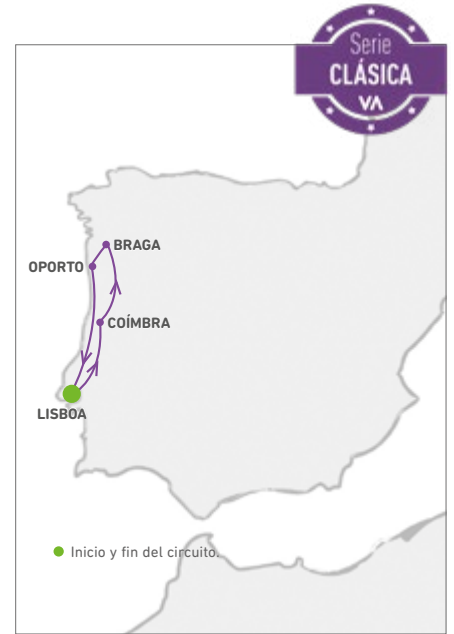 Serie
CLÁSICA
VA
BRAGA
OPORTO
COÍMBRA
LISBOA
Inicio y fin del circuito.